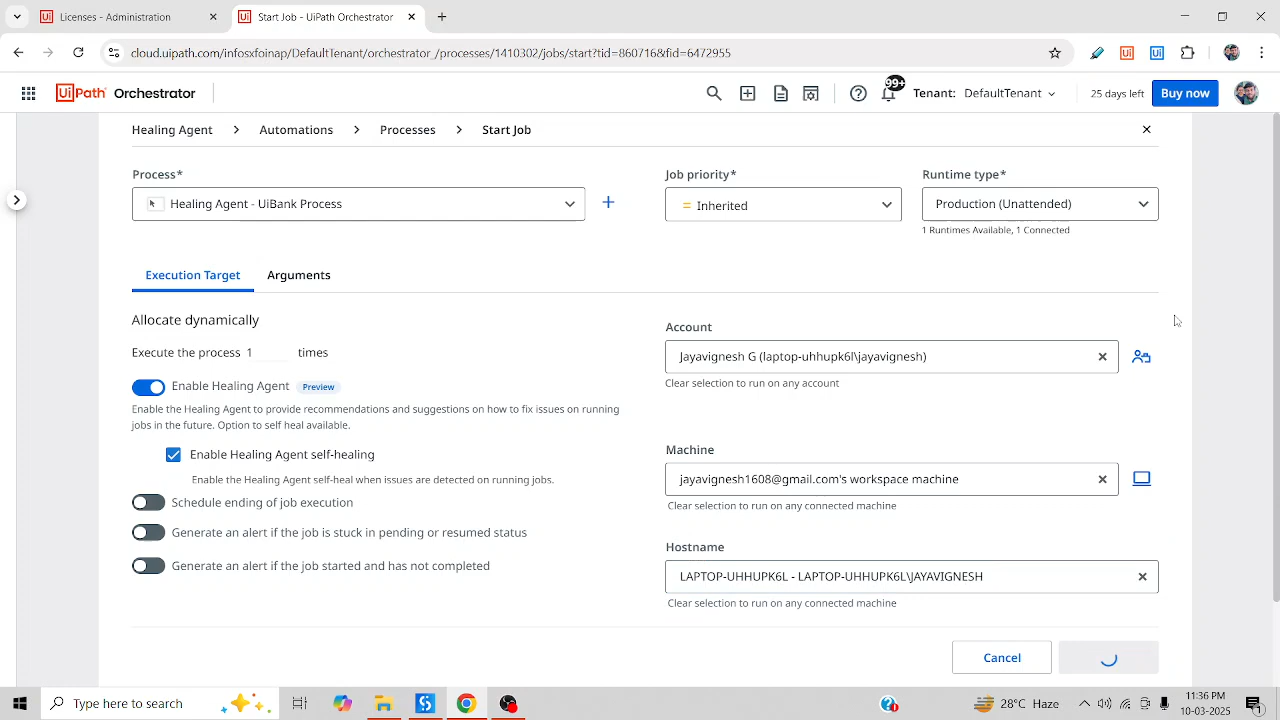 Licenses - Administration
Start Job - UiPath Orchestrator
cloud.uipath.com/infosxfoinap/DefaultTenant/orchestrator_/processes/1410302/jobs/start?tid=860716&fid=6472955
UiPath Orchestrator
99+
Tenant: DefaultTenant
25 days left
Buy now
Healing Agent > Automations > Processes > Start Job
Process*
Healing Agent - UiBank Process
Job priority*
Inherited
Runtime type*
Production (Unattended)
1 Runtimes Available, 1 Connected
Execution Target
Arguments
Allocate dynamically
Execute the process 1 times
Enable Healing Agent Preview
Enable the Healing Agent to provide recommendations and suggestions on how to fix issues on running
jobs in the future. Option to self heal available.
Enable Healing Agent self-healing
Enable the Healing Agent self-heal when issues are detected on running jobs.
Schedule ending of job execution
Generate an alert if the job is stuck in pending or resumed status
Generate an alert if the job started and has not completed
Account
Jayavignesh G (laptop-uhhupk6l\jayavignesh)
Clear selection to run on any account
Machine
jayavignesh1608@gmail.com's workspace machine
Clear selection to run on any connected machine
Hostname
LAPTOP-UHHUPK6L - LAPTOP-UHHUPK6L\JAYAVIGNESH
Clear selection to run on any connected machine
Cancel
Type here to search
28°C Haze
11:36 PM
10-03-2025